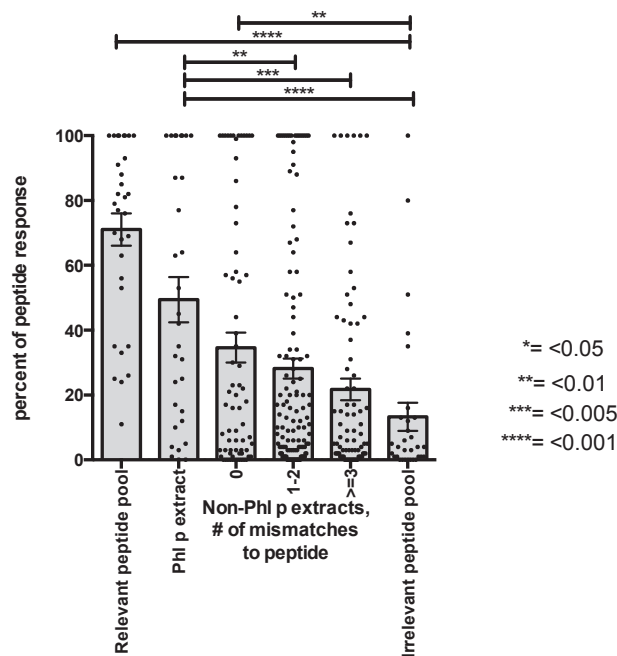 **
****
**
***
****
100
80
60
40
20
0
percent of peptide response
Relevant peptide pool
Phl p extract
0
1-2
>=3
Irrelevant peptide pool
Non-Phl p extracts,
# of mismatches
to peptide
*= <0.05
**= <0.01
***= <0.005
****= <0.001